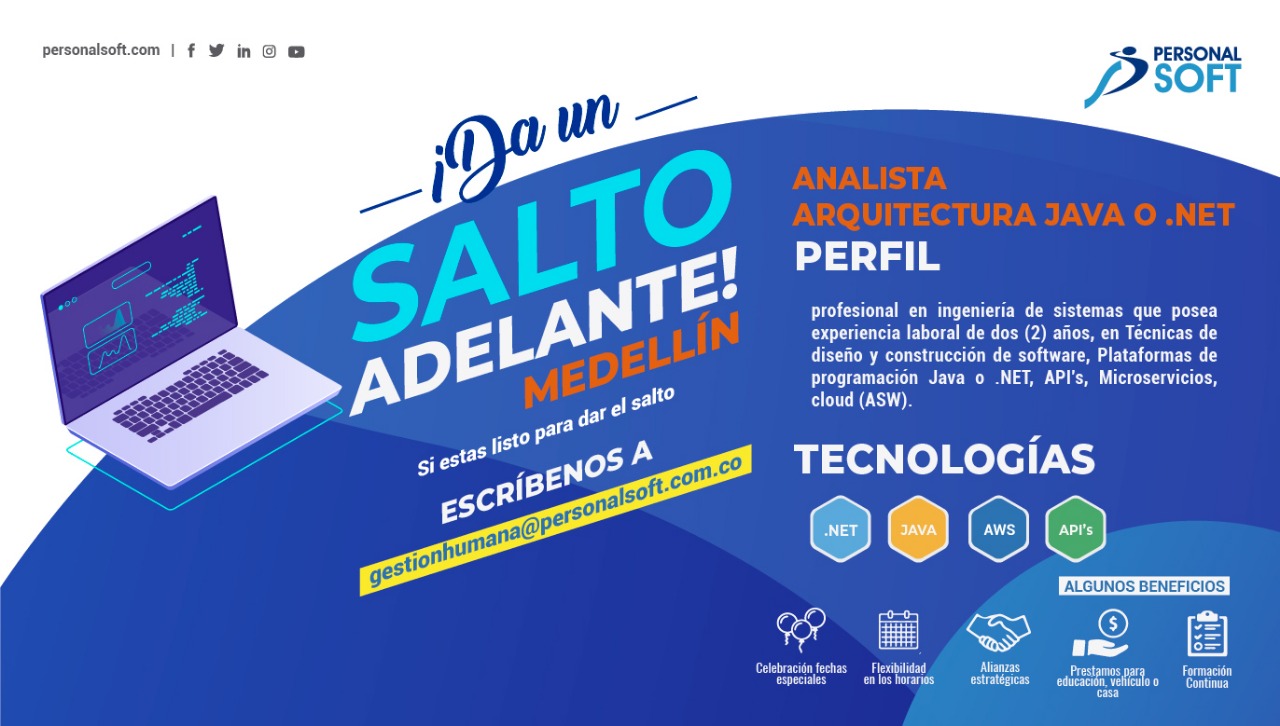 personalsoft.com |
PERSONAL
SOFT
¡Da un
SALTO
ADELANTE!
MEDELLÍN
Si estas listo para dar el salto
ESCRÍBENOS A
gestionhumana@personalsoft.com.co
ANALISTA
ARQUITECTURA JAVA O .NET
PERFIL
profesional en ingeniería de sistemas que posea
experiencia laboral de dos (2) años, en Técnicas de
diseño y construcción de software, Plataformas de
programación Java o .NET, API's, Microservicios,
cloud (ASW).
TECNOLOGÍAS
.NET JAVA AWS API's
ALGUNOS BENEFICIOS
Celebración fechas
especiales
Flexibilidad
en los horarios
Alianzas
estratégicas
Prestamos para
educación, vehículo o
casa
Formación
Continua